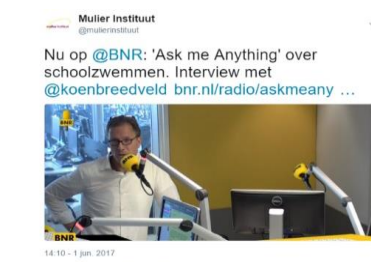 Mulier Instituut
@mulierinstituut
Nu op @BNR: 'Ask me Anything' over
schoolzwemmen. Interview met
@koenbreedveld bnr.nl/radio/askmeany ...
BNR
DELL
BNR
14:10 - 1 jun. 2017